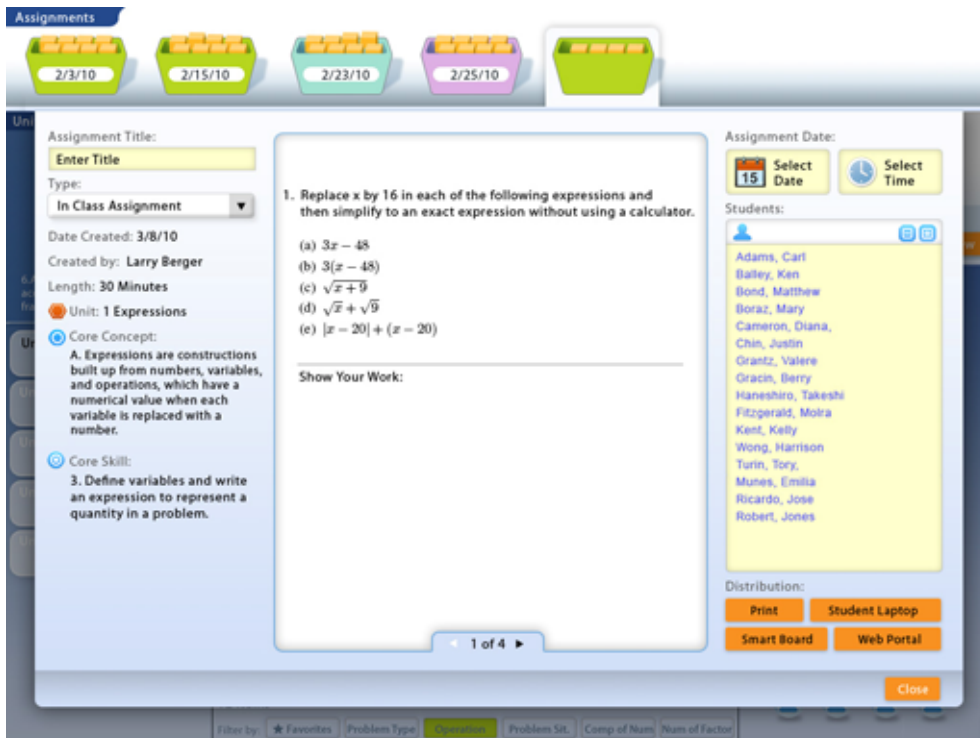 Assignments
2/3/10
2/15/10
2/23/10
2/25/10
Assignment Title:
Enter Title
Type:
In Class Assignment
Date Created: 3/8/10
Created by: Larry Berger
Length: 30 Minutes
Unit: 1 Expressions
Core Concept:
A. Expressions are constructions
built up from numbers, variables,
and operations, which have a
numerical value when each
variable is replaced with a
number.
Core Skill:
3. Define variables and write
an expression to represent a
quantity in a problem.
1. Replace x by 16 in each of the following expressions and
then simplify to an exact expression without using a calculator.
(a) 3x − 48
(b) 3(x − 48)
(c) √(x + 9)
(d) √x + √9
(e) |x − 20| + (x − 20)
Show Your Work:
1 of 4
Assignment Date:
15
Select
Date
Select
Time
Students:
Adams, Carl
Balley, Ken
Bond, Matthew
Boraz, Mary
Cameron, Diana,
Chin, Justin
Grantz, Valere
Gracin, Berry
Haneshiro, Takeshi
Fitzgerald, Moira
Kent, Kelly
Wong, Harrison
Turin, Tory,
Munes, Emilia
Ricardo, Jose
Robert, Jones
Distribution:
Print
Student Laptop
Smart Board
Web Portal
Close
Filter by:
★ Favorites
Problem Type
Operation
Problem Sit.
Comp of Num
Num of Factor